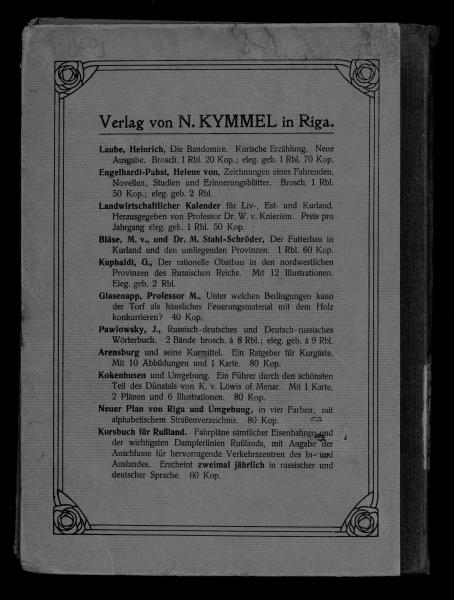 Verlag von N. KYMMEL in Riga.
Laube, Heinrich, Die Bandomire. Kurische Erzählung. Neue
Ausgabe. Brosch. 1 Rbl. 20 Kop.; eleg. geb. 1 Rbl. 70 Kop.
Engelhardt-Pabst, Helene von, Zeichnungen eines Fahrenden.
Novellen, Studien und Erinnerungsblätter. Brosch. 1 Rbl.
50 Kop.; eleg. geb. 2 Rbl.
Landwirtschaftlicher Kalender für Liv-, Est- und Kurland.
Herausgegeben von Professor Dr. W. v. Knieriem. Preis pro
Jahrgang eleg. geb. 1 Rbl. 50 Kop.
Bläse, M. v., und Dr. M. Stahl-Schröder, Der Futterbau in
Kurland und den umliegenden Provinzen. 1 Rbl. 60 Kop.
Kuphaldt, G., Der rationelle Obstbau in den nordwestlichen
Provinzen des Russischen Reichs. Mit 12 Illustrationen.
Eleg. geb. 2 Rbl.
Glasenapp, Professor M., Unter welchen Bedingungen kann
der Torf als häusliches Feuerungsmaterial mit dem Holz
konkurrieren? 40 Kop.
Pawlowsky, J., Russisch-deutsches und Deutsch-russisches
Wörterbuch. 2 Bände brosch. à 8 Rbl.; eleg. geb. à 9 Rbl.
Arensburg und seine Kurmittel. Ein Ratgeber für Kurgäste.
Mit 10 Abbildungen und 1 Karte. 80 Kop.
Kokenhusen und Umgebung. Ein Führer durch den schönsten
Teil des Dünatals von K. v. Löwis of Menar. Mit 1 Karte,
2 Plänen und 6 Illustrationen. 80 Kop.
Neuer Plan von Riga und Umgebung, in vier Farben, mit
alphabetischem Straßenverzeichnis. 80 Kop.
Kursbuch für Rußland. Fahrpläne sämtlicher Eisenbahnen und
der wichtigsten Dampferlinien Rußlands, mit Angabe der
Anschlusse für hervorragende Verkehrszentren des In- und
Auslandes. Erscheint zweimal jährlich in russischer und
deutscher Sprache. 60 Kop.